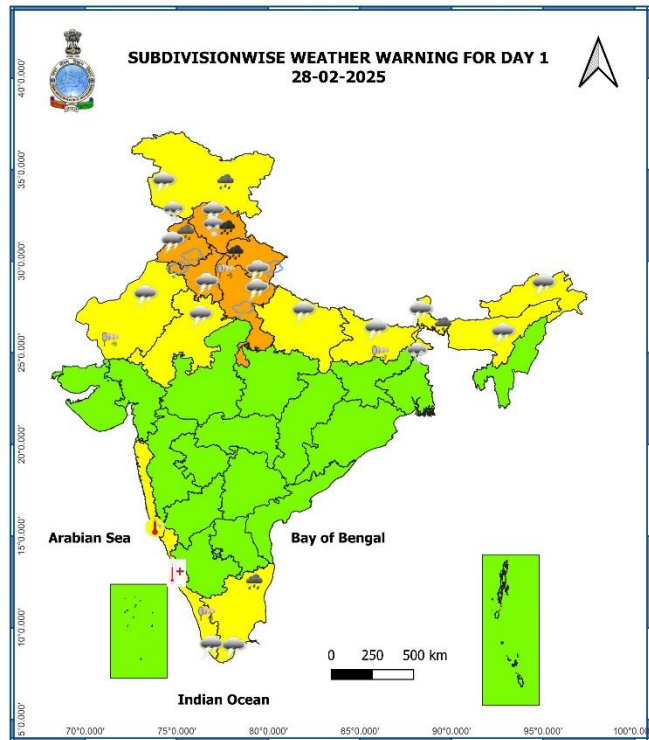 SUBDIVISIONWISE WEATHER WARNING FOR DAY 1
28-02-2025
40°0.000'
35°0.000'
30°0.000'
25°0.000'
20°0.000'
15°0.000'
10°0.000'
5°0.000'
Arabian Sea
Bay of Bengal
0 250 500 km
Indian Ocean
70°0.000' 75°0.000' 80°0.000' 85°0.000' 90°0.000' 95°0.000' 100°0.000'